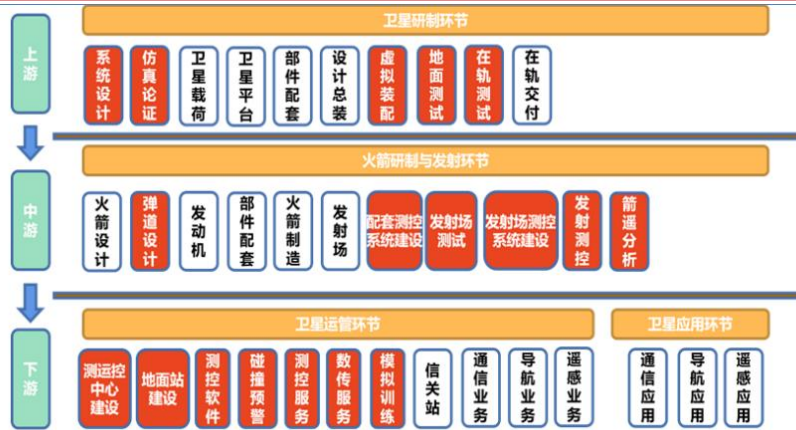 上游
卫星研制环节
系统设计
仿真论证
卫星载荷
卫星平台
部件配套
设计总装
虚拟装配
地面测试
在轨测试
在轨交付
中游
火箭研制与发射环节
火箭设计
弹道设计
发动机
部件配套
火箭制造
发射场
配套测控
系统建设
发射场
测试
发射场测控
系统建设
发射测控
箭遥分析
下游
卫星运管环节
测运控
中心
建设
地面站
建设
测控软件
碰撞预警
测控服务
数传服务
模拟训练
信关站
通信业务
导航业务
遥感业务
卫星应用环节
通信应用
导航应用
遥感应用